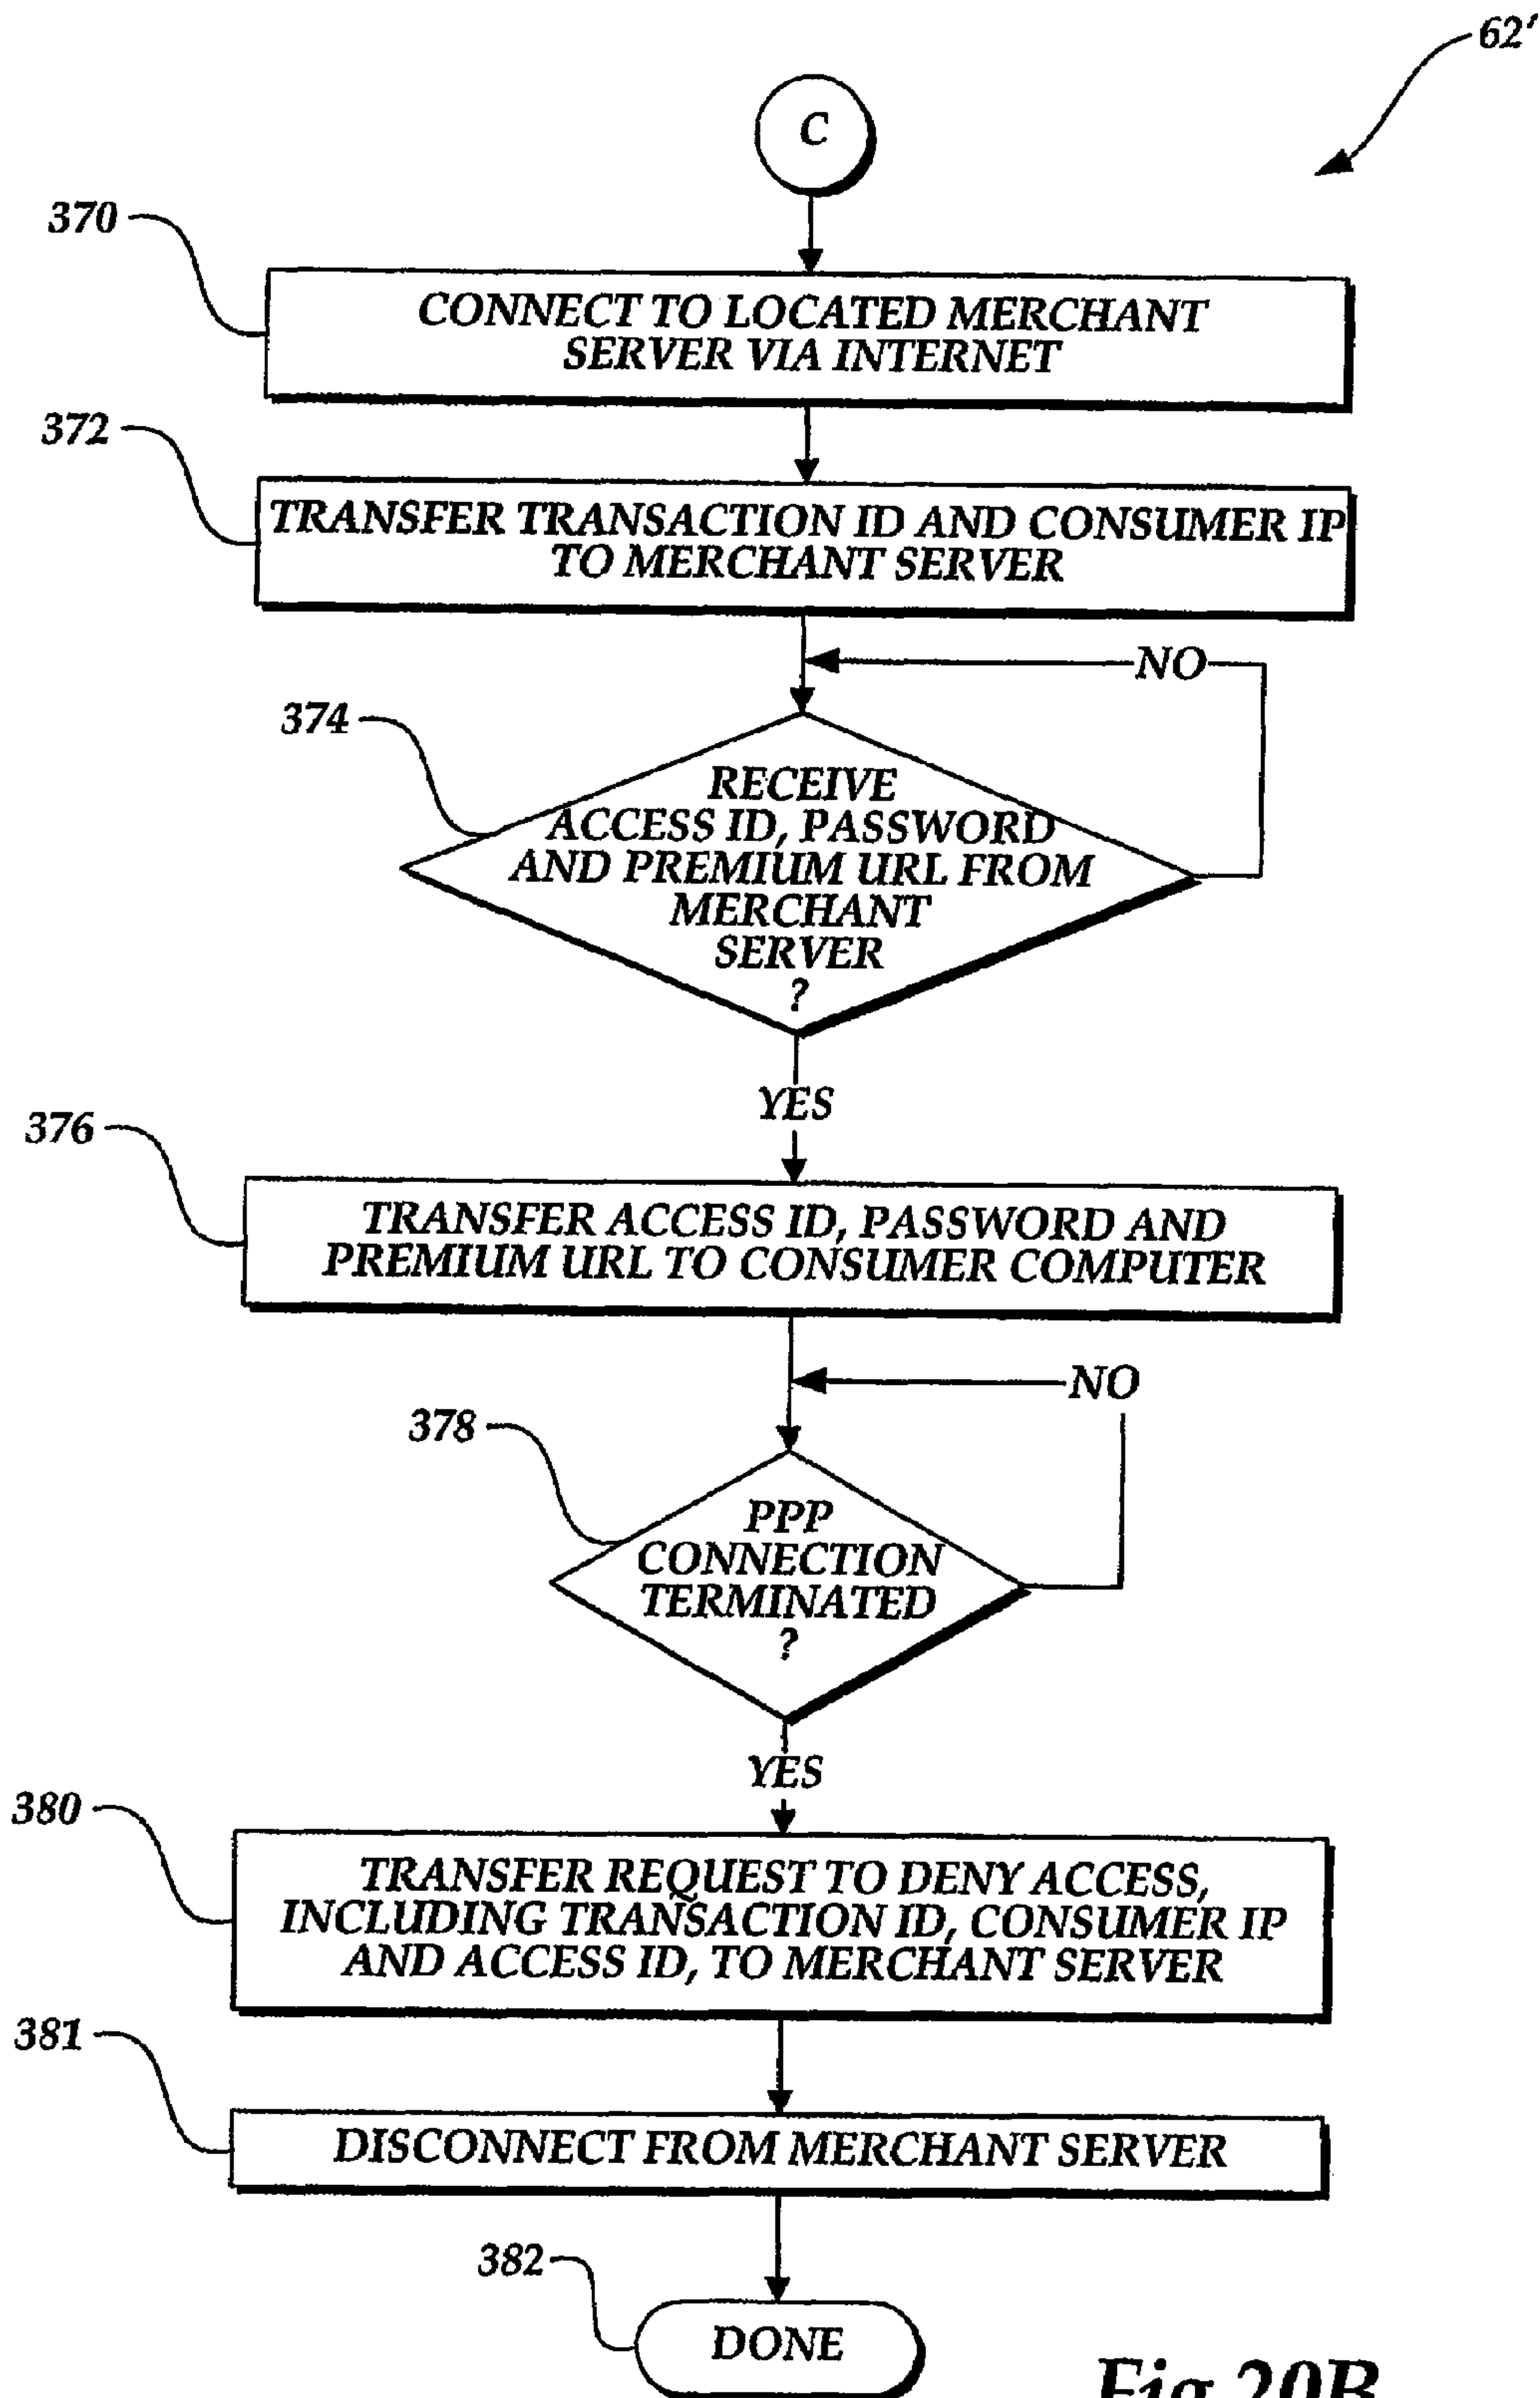 62'
C
370
CONNECT TO LOCATED MERCHANT
SERVER VIA INTERNET
372
TRANSFER TRANSACTION ID AND CONSUMER IP
TO MERCHANT SERVER
NO
374
RECEIVE
ACCESS ID, PASSWORD
AND PREMIUM URL FROM
MERCHANT
SERVER
?
YES
376
TRANSFER ACCESS ID, PASSWORD AND
PREMIUM URL TO CONSUMER COMPUTER
NO
378
PPP
CONNECTION
TERMINATED
?
YES
380
TRANSFER REQUEST TO DENY ACCESS,
INCLUDING TRANSACTION ID, CONSUMER IP
AND ACCESS ID, TO MERCHANT SERVER
381
DISCONNECT FROM MERCHANT SERVER
382
DONE
Fig.20B